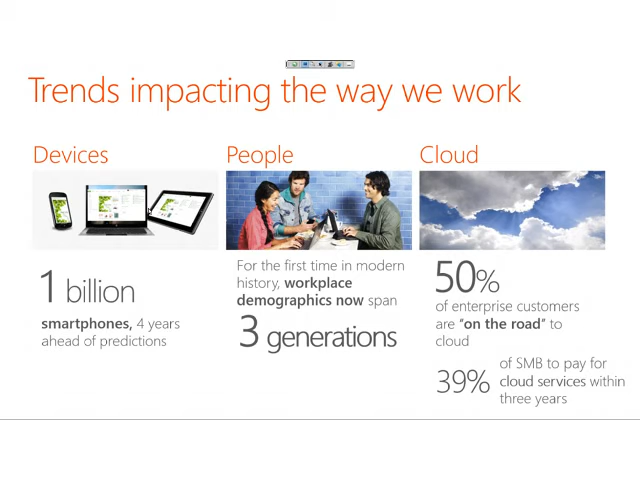 Trends impacting the way we work
Devices
1 billion
smartphones, 4 years
ahead of predictions
People
For the first time in modern
history, workplace
demographics now span
3 generations
Cloud
50%
of enterprise customers
are “on the road” to
cloud
39%
of SMB to pay for
cloud services within
three years